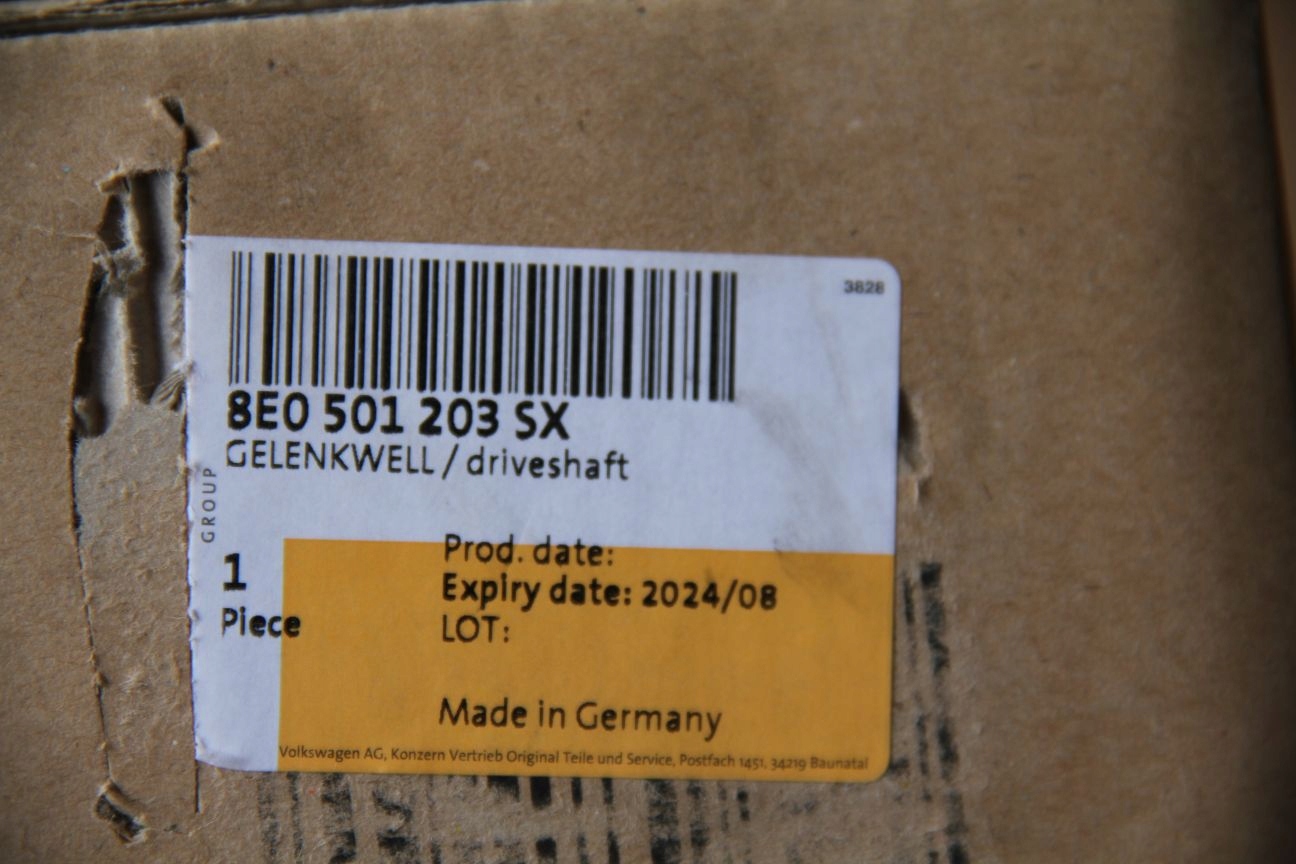 3828
8E0 501 203 SX
GELENKWELL / driveshaft
GROUP
1
Piece
Prod. date:
Expiry date: 2024/08
LOT:
Made in Germany
Volkswagen AG, Konzern Vertrieb Original Teile und Service, Postfach 1451, 34219 Baunatal